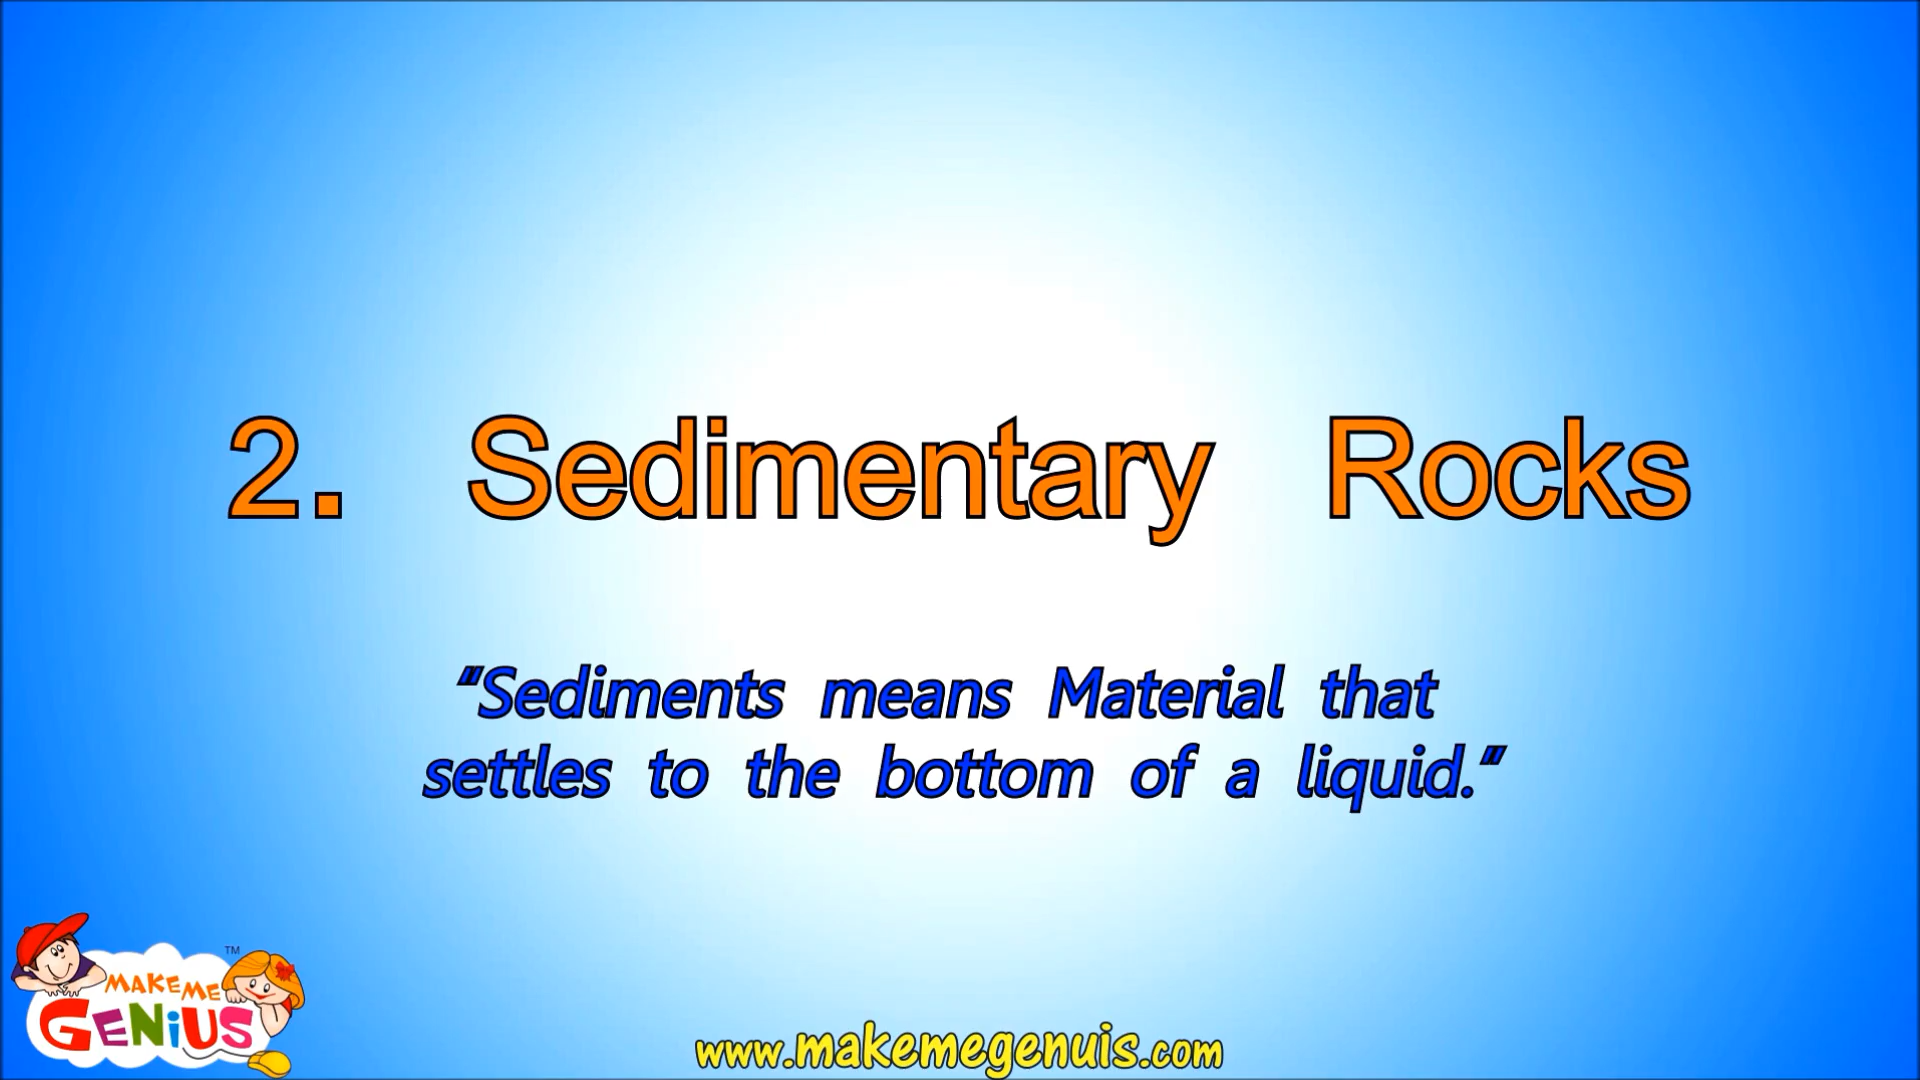 2. Sedimentary Rocks
“Sediments means Material that
settles to the bottom of a liquid.”
TM
MAKE ME
GENiUS
www.makemegenuis.com